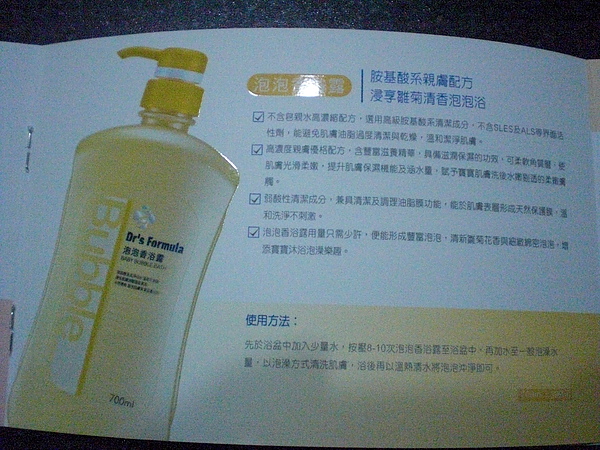 泡泡香浴露
胺基酸系親膚配方
浸享雛菊清香泡泡浴
不含皂親水高濃縮配方，選用高級胺基酸系清潔成分，不含SLES及ALS等界面活
性劑，能避免肌膚油脂過度清潔與乾燥，溫和潔淨肌膚。
高濃度親膚優格配方，含豐富滋養精華，具備滋潤保濕的功效，可柔軟角質層，使
肌膚光滑柔嫩，提升肌膚保濕機能及涵水量，賦予寶寶肌膚洗後水嫩舒適的柔嫩膚
觸。
弱酸性清潔成分，兼具清潔及調理油脂膜功能，能於肌膚表層形成天然保護膜，溫
和洗淨不刺激。
泡泡香浴露用量只需少許，便能形成豐富泡泡，清新雛菊花香與細緻綿密泡泡，增
添寶寶沐浴泡澡樂趣。
Bubble
Dr's Formula
泡泡香浴露
BABY BUBBLE BATH
700ml
使用方法：
先於浴盆中加入少量水，按壓8-10次泡泡香浴露至浴盆中，再加水至一般泡澡水
量，以泡澡方式清洗肌膚，浴後再以溫熱清水將泡泡沖淨即可。